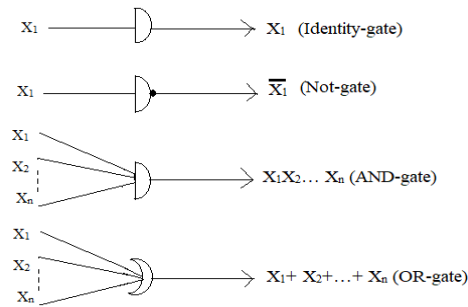 X₁ X₁ (Identity-gate)
X₁ X̅₁ (Not-gate)
X₁
X₂
Xₙ
X₁X₂... Xₙ (AND-gate)
X₁
X₂
Xₙ
X₁+ X₂+...+ Xₙ (OR-gate)